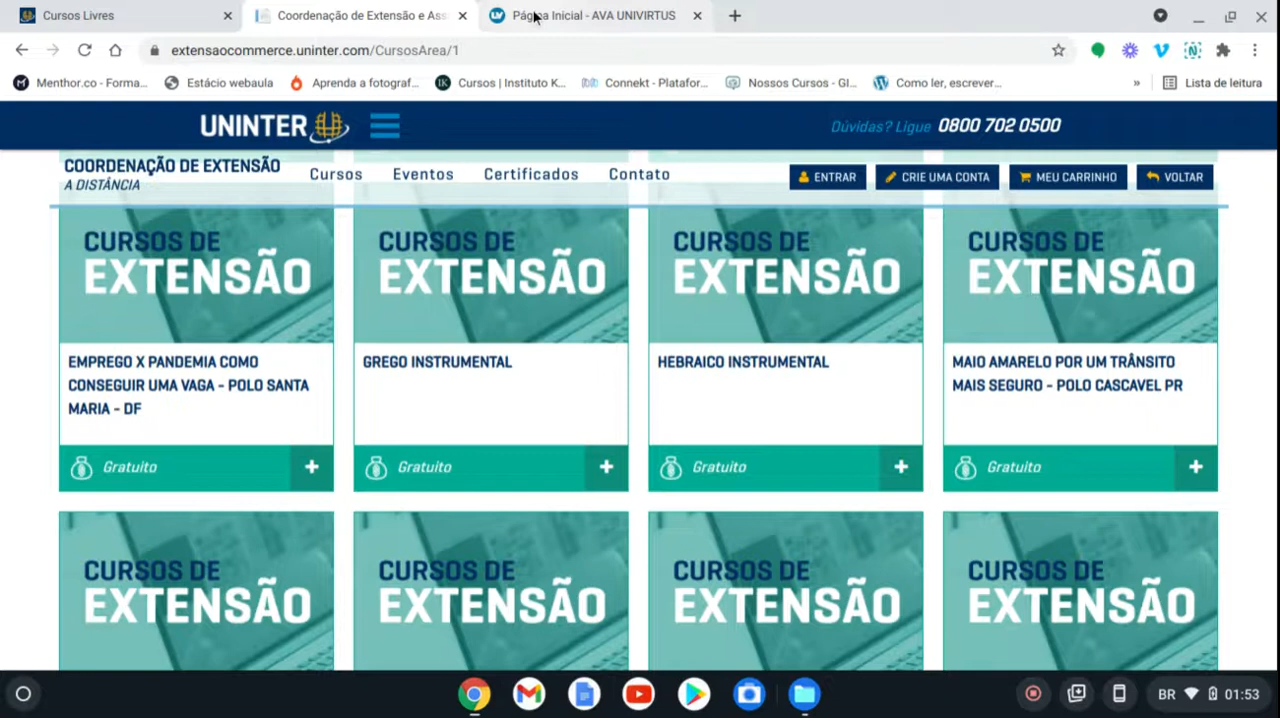 Cursos Livres
Coordenação de Extensão e Ass
Página Inicial - AVA UNIVIRTUS
extensaocommerce.uninter.com/CursosArea/1
Menthor.co - Forma...
Estácio webaula
Aprenda a fotograf...
Cursos | Instituto K...
Connekt - Platafor...
Nossos Cursos - Gl...
Como ler, escrever...
»
Lista de leitura
UNINTER
Dúvidas? Ligue 0800 702 0500
COORDENAÇÃO DE EXTENSÃO
A DISTÂNCIA
Cursos
Eventos
Certificados
Contato
ENTRAR
CRIE UMA CONTA
MEU CARRINHO
VOLTAR
CURSOS DE
EXTENSÃO
CURSOS DE
EXTENSÃO
CURSOS DE
EXTENSÃO
CURSOS DE
EXTENSÃO
EMPREGO X PANDEMIA COMO
CONSEGUIR UMA VAGA - POLO SANTA
MARIA - DF
GREGO INSTRUMENTAL
HEBRAICO INSTRUMENTAL
MAIO AMARELO POR UM TRÂNSITO
MAIS SEGURO - POLO CASCAVEL PR
Gratuito +
Gratuito +
Gratuito +
Gratuito +
CURSOS DE
EXTENSÃO
CURSOS DE
EXTENSÃO
CURSOS DE
EXTENSÃO
CURSOS DE
EXTENSÃO
BR 01:53